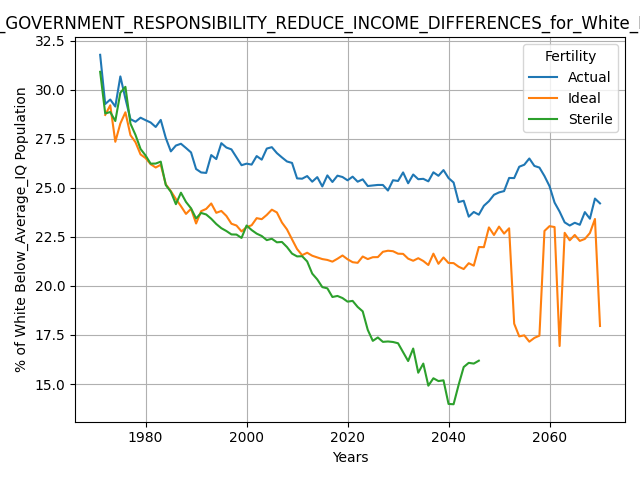 _GOVERNMENT_RESPONSIBILITY_REDUCE_INCOME_DIFFERENCES_for_White_
32.5
30.0
27.5
25.0
22.5
20.0
17.5
15.0
% of White Below_Average_IQ Population
Fertility
Actual
Ideal
Sterile
1980
2000
2020
2040
2060
Years